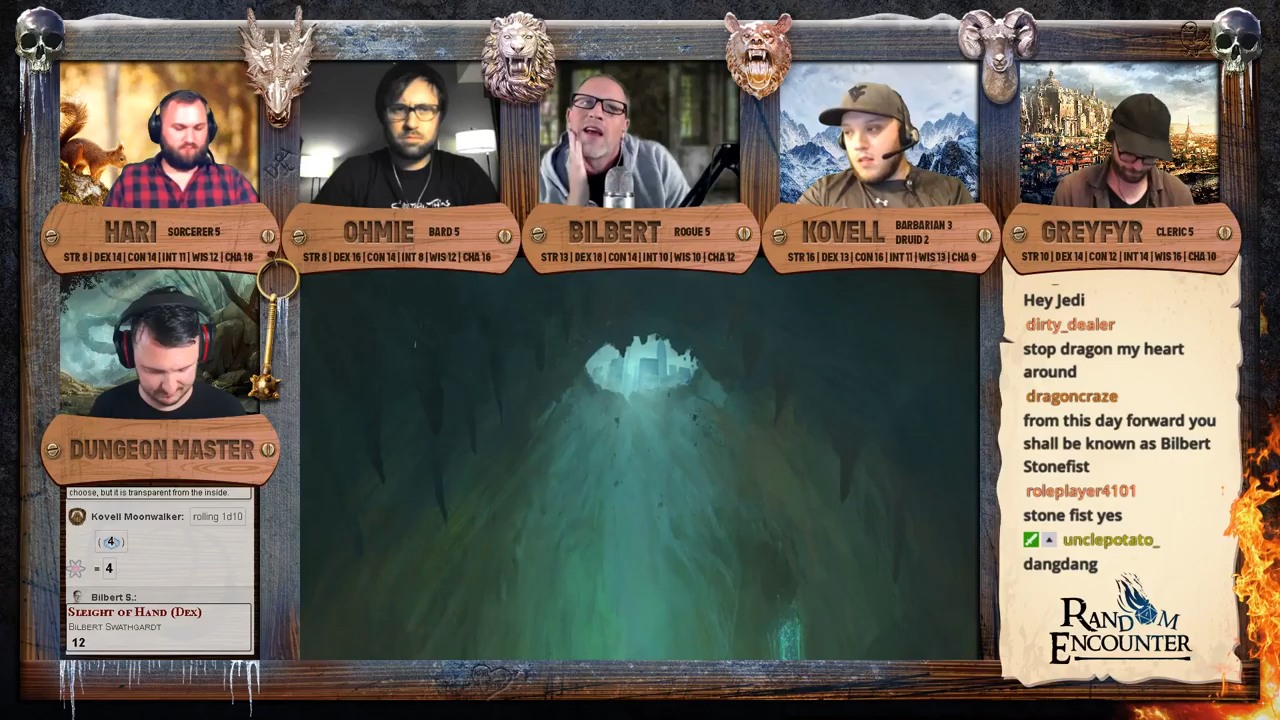 HARI SORCERER 5
STR 8 | DEX 14 | CON 14 | INT 11 | WIS 12 | CHA 18
OHMIE BARD 5
STR 8 | DEX 16 | CON 14 | INT 8 | WIS 12 | CHA 16
BILBERT ROGUE 5
STR 13 | DEX 18 | CON 14 | INT 10 | WIS 10 | CHA 12
KOVELL BARBARIAN 3
DRUID 2
STR 16 | DEX 13 | CON 16 | INT 11 | WIS 13 | CHA 9
GREYFYR CLERIC 5
STR 10 | DEX 14 | CON 12 | INT 14 | WIS 16 | CHA 10
DUNGEON MASTER
choose, but it is transparent from the inside.
Kovell Moonwalker: rolling 1d10
(4)
= 4
Bilbert S.:
SLEIGHT OF HAND (DEX)
BILBERT SWATHGARDT
12
Hey Jedi
dirty_dealer
stop dragon my heart
around
dragoncraze
from this day forward you
shall be known as Bilbert
Stonefist
roleplayer4101
:
stone fist yes
unclepotato_
dangdang
RANDOM
ENCOUNTER